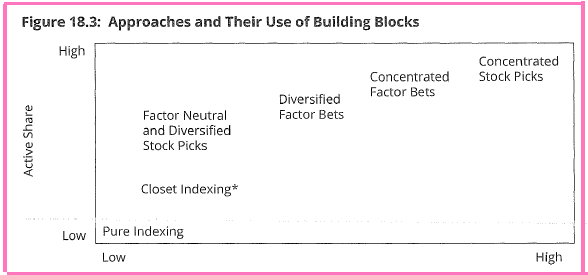 Figure 18.3: Approaches and Their Use of Building Blocks
High
Active Share
Low
Concentrated
Stock Picks
Concentrated
Factor Bets
Diversified
Factor Bets
Factor Neutral
and Diversified
Stock Picks
Closet Indexing*
Pure Indexing
Low
High